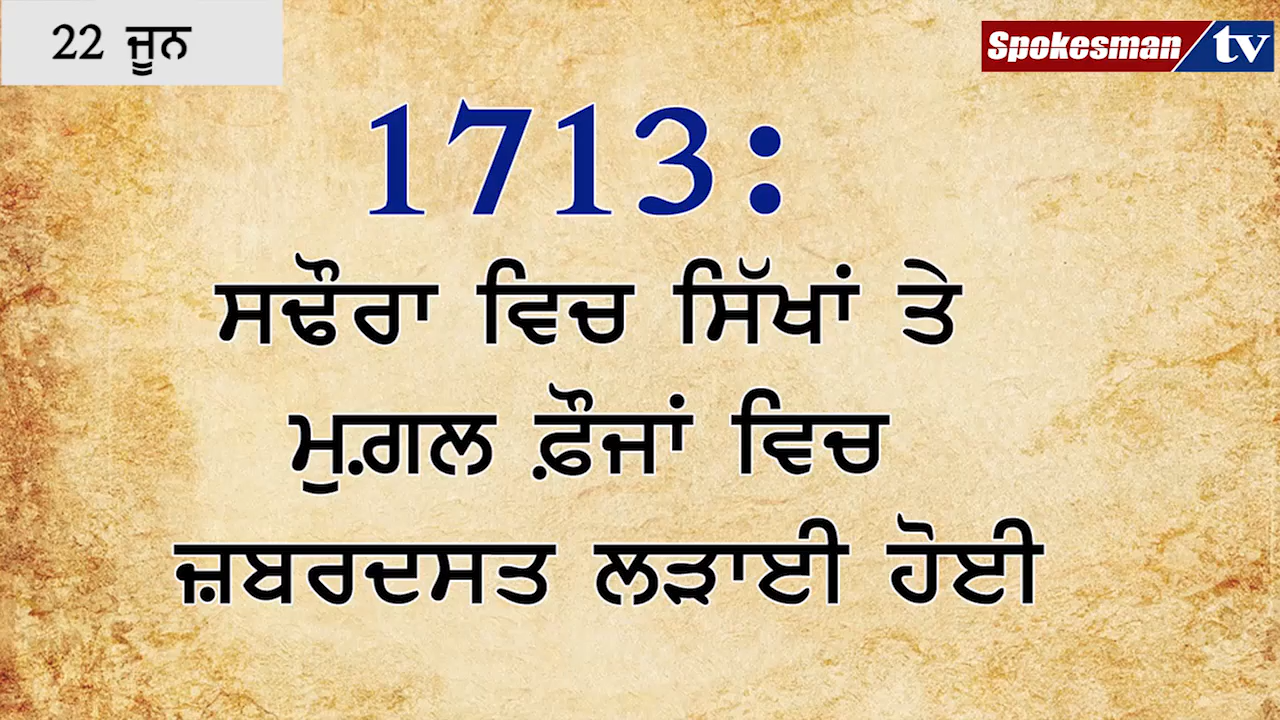 22 ਜੂਨ
Spokesman tv
1713:
ਸਢੌਰਾ ਵਿਚ ਸਿੱਖਾਂ ਤੇ
ਮੁਗ਼ਲ ਫ਼ੌਜਾਂ ਵਿਚ
ਜ਼ਬਰਦਸਤ ਲੜਾਈ ਹੋਈ